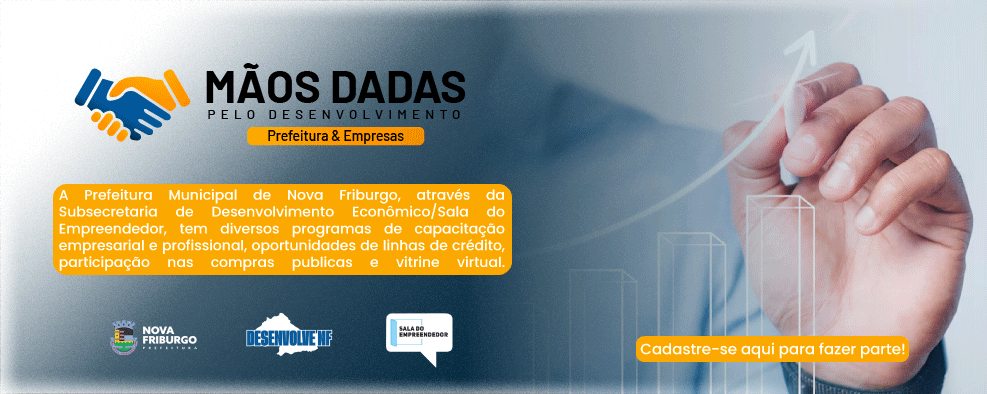 MÃOS DADAS
PELO DESENVOLVIMENTO
Prefeitura & Empresas
A Prefeitura Municipal de Nova Friburgo, através da
Subsecretaria de Desenvolvimento Econômico/Sala do
Empreendedor, tem diversos programas de capacitação
empresarial e profissional, oportunidades de linhas de crédito,
participação nas compras publicas e vitrine virtual.
NOVA
FRIBURGO
PREFEITURA
DESENVOLVE NF
SALA DO
EMPREENDEDOR
Cadastre-se aqui para fazer parte!